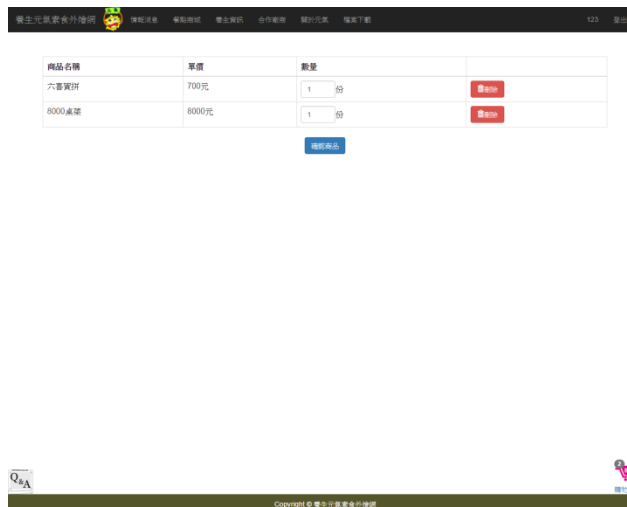 養生元氣素食外燴網 情報消息 餐點商城 養生資訊 合作廠商 關於元氣 檔案下載 123 登出
商品名稱 單價 數量
六喜賀拼 700元 1 份 刪除
8000桌菜 8000元 1 份 刪除
確認商品
2
Q&A
Copyright © 養生元氣素食外燴網